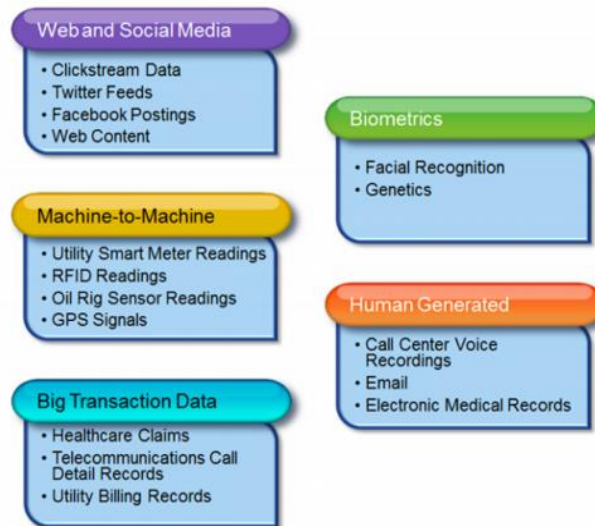 Web and Social Media
• Clickstream Data
• Twitter Feeds
• Facebook Postings
• Web Content
Machine-to-Machine
• Utility Smart Meter Readings
• RFID Readings
• Oil Rig Sensor Readings
• GPS Signals
Big Transaction Data
• Healthcare Claims
• Telecommunications Call
Detail Records
• Utility Billing Records
Biometrics
• Facial Recognition
• Genetics
Human Generated
• Call Center Voice
Recordings
• Email
• Electronic Medical Records